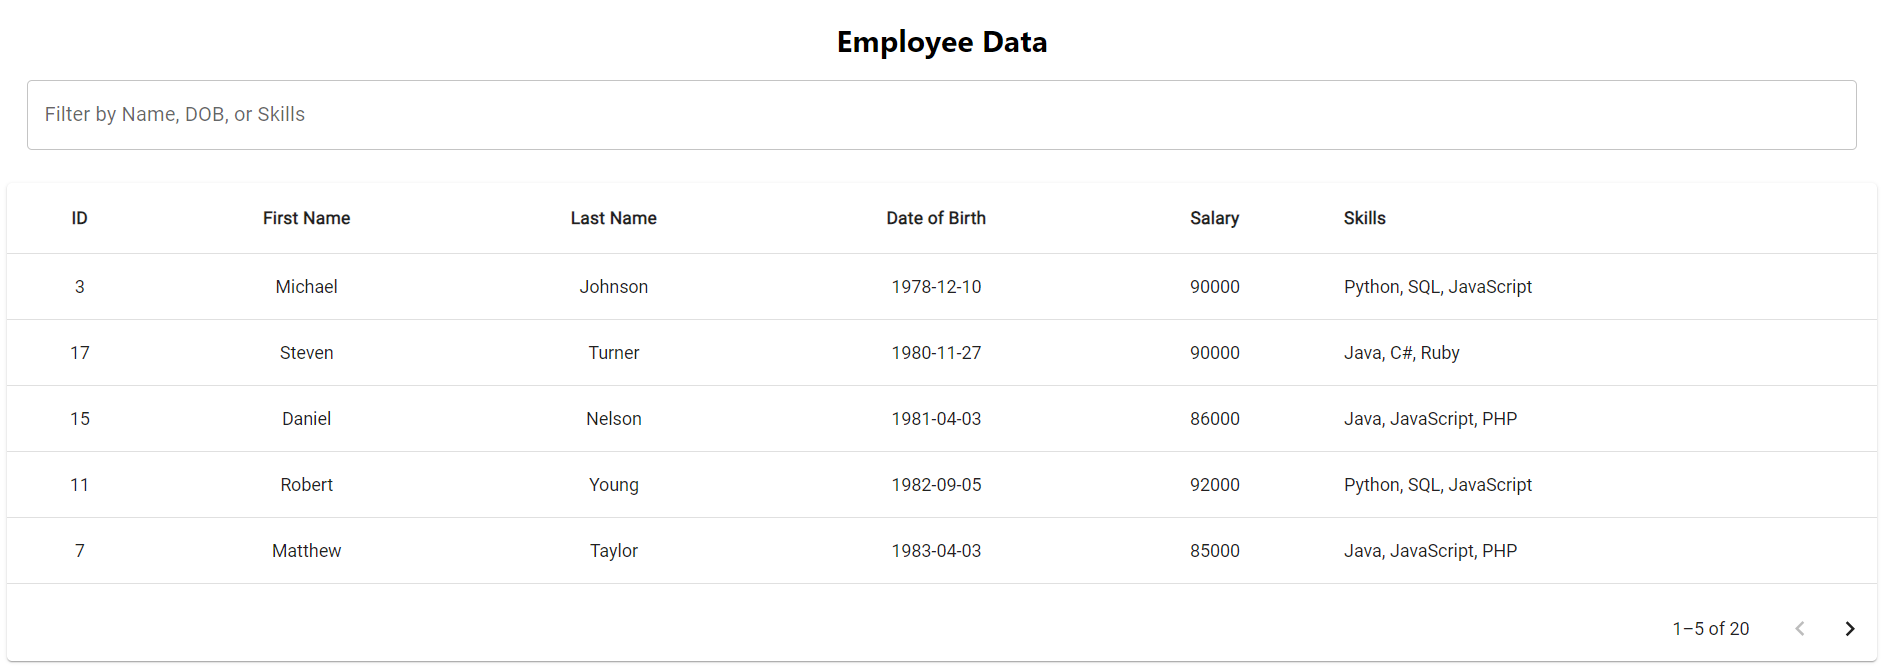 Employee Data
Filter by Name, DOB, or Skills
ID First Name Last Name Date of Birth Salary Skills
3 Michael Johnson 1978-12-10 90000 Python, SQL, JavaScript
17 Steven Turner 1980-11-27 90000 Java, C#, Ruby
15 Daniel Nelson 1981-04-03 86000 Java, JavaScript, PHP
11 Robert Young 1982-09-05 92000 Python, SQL, JavaScript
7 Matthew Taylor 1983-04-03 85000 Java, JavaScript, PHP
1–5 of 20